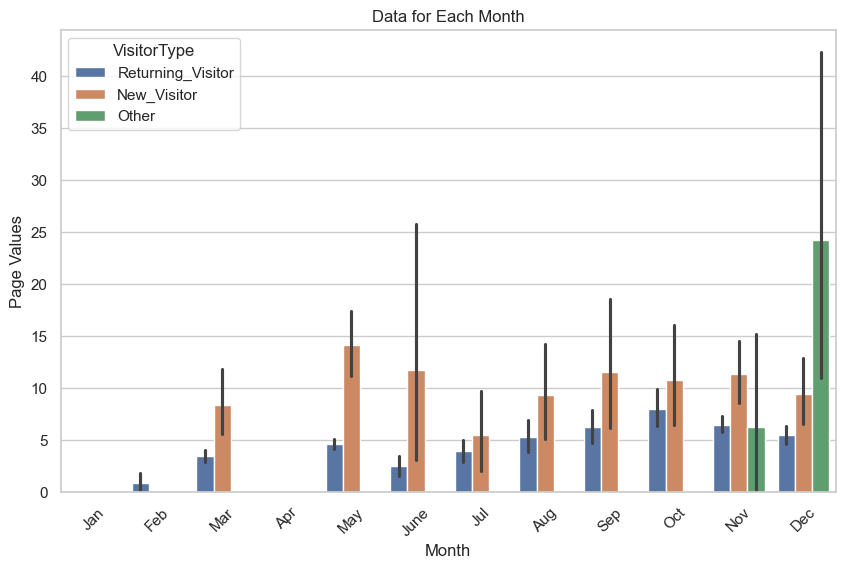 Data for Each Month
VisitorType
Returning_Visitor
New_Visitor
Other
Page Values
40
35
30
25
20
15
10
5
0
Jan
Feb
Mar
Apr
May
June
Jul
Aug
Sep
Oct
Nov
Dec
Month